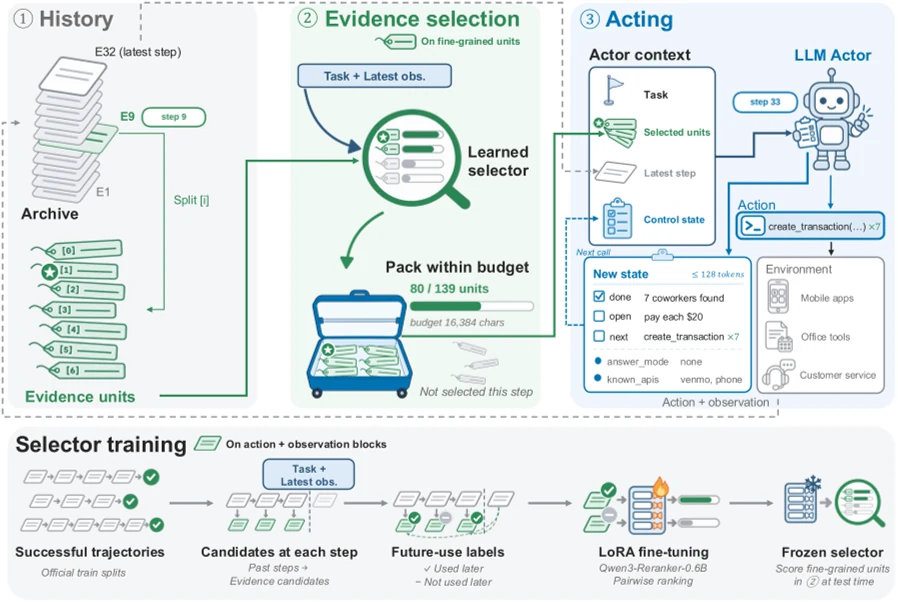 ① History
E32 (latest step)
E9
step 9
E1
Archive
Split [i]
[0]
[1]
[2]
[3]
[4]
[5]
[6]
Evidence units
② Evidence selection
On fine-grained units
Task + Latest obs.
Learned
selector
Pack within budget
80 / 139 units
budget 16,384 chars
Not selected this step
③ Acting
Actor context
Task
Selected units
Latest step
Control state
LLM Actor
step 33
Action
create_transaction(...) ×7
Next call
New state
≤ 128 tokens
done 7 coworkers found
open pay each $20
next create_transaction ×7
answer_mode none
known_apis venmo, phone
Environment
Mobile apps
Office tools
Customer service
Action + observation
Selector training
On action + observation blocks
Task +
Latest obs.
Successful trajectories
Official train splits
Candidates at each step
Past steps →
Evidence candidates
Future-use labels
✓ Used later
− Not used later
LoRA fine-tuning
Qwen3-Reranker-0.6B
Pairwise ranking
Frozen selector
Score fine-grained units
in ② at test time